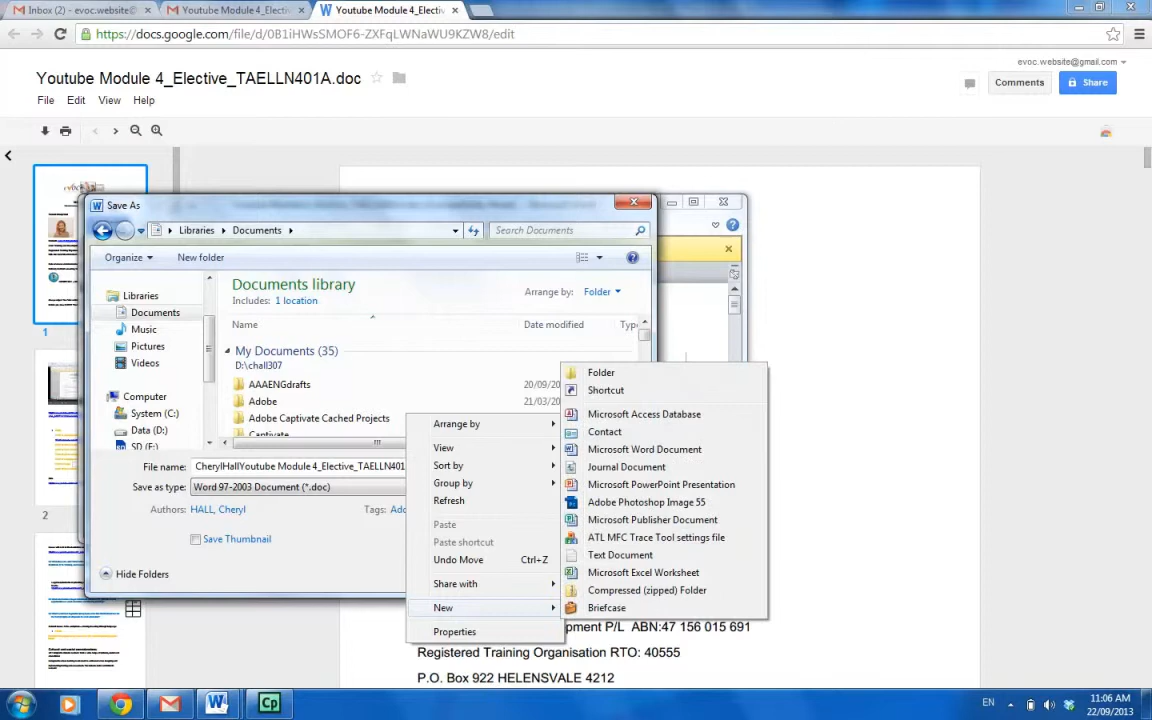 Inbox (2) - evoc.website@
Youtube Module 4_Electiv
Youtube Module 4_Electiv
https://docs.google.com/file/d/0B1iHWsSMOF6-ZXFqLWNaWU9KZW8/edit
evoc.website@gmail.com
Youtube Module 4_Elective_TAELLN401A.doc
Comments
Share
File Edit View Help
Save As
Libraries Documents
Search Documents
Organize
New folder
Documents library
Includes: 1 location
Arrange by: Folder
Name
Date modified
Type
Libraries
Documents
Music
Pictures
Videos
Computer
System (C:)
Data (D:)
SD (F:)
My Documents (35)
D:\chall307
AAAENGdrafts
20/09/20
Adobe
21/03/20
Adobe Captivate Cached Projects
Captivate
File name: CherylHallYoutube Module 4_Elective_TAELLN401
Save as type: Word 97-2003 Document (*.doc)
Authors: HALL, Cheryl
Tags: Add
Save Thumbnail
Hide Folders
Arrange by
View
Sort by
Group by
Refresh
Paste
Paste shortcut
Undo Move Ctrl+Z
Share with
New
Properties
Folder
Shortcut
Microsoft Access Database
Contact
Microsoft Word Document
Journal Document
Microsoft PowerPoint Presentation
Adobe Photoshop Image 55
Microsoft Publisher Document
ATL MFC Trace Tool settings file
Text Document
Microsoft Excel Worksheet
Compressed (zipped) Folder
Briefcase
1
2
opment P/L ABN:47 156 015 691
Registered Training Organisation RTO: 40555
P.O. Box 922 HELENSVALE 4212
EN
11:06 AM
22/09/2013